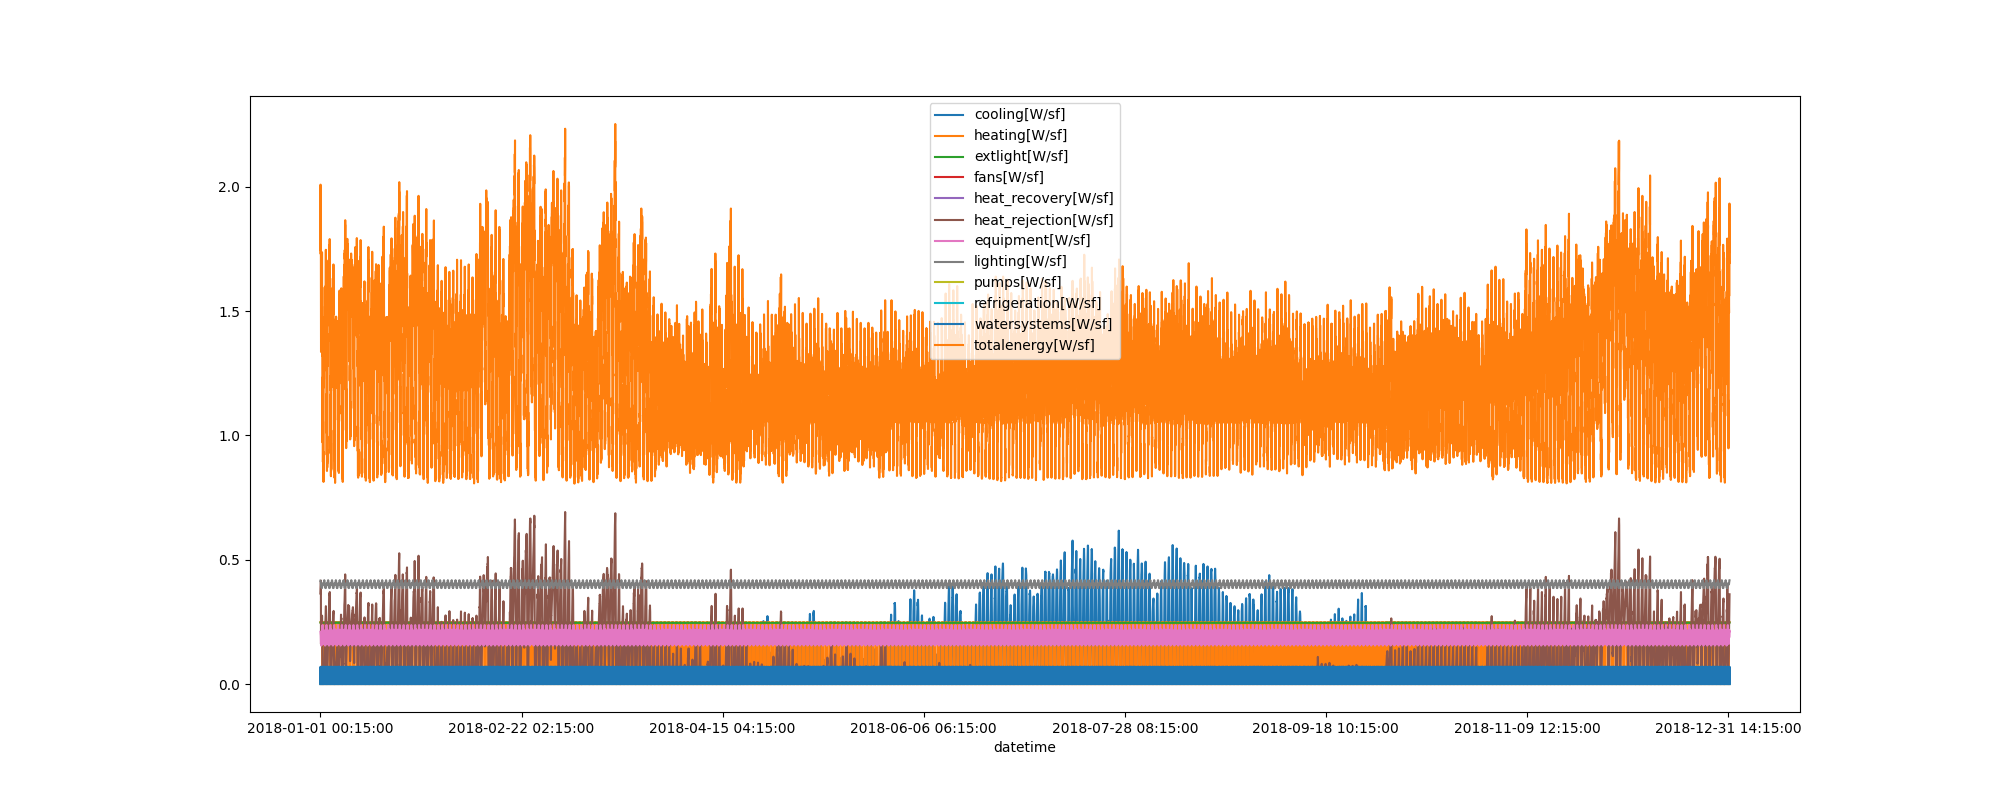 cooling[W/sf]
heating[W/sf]
extlight[W/sf]
fans[W/sf]
heat_recovery[W/sf]
heat_rejection[W/sf]
equipment[W/sf]
lighting[W/sf]
pumps[W/sf]
refrigeration[W/sf]
watersystems[W/sf]
totalenergy[W/sf]
2.0
1.5
1.0
0.5
0.0
2018-01-01 00:15:00 2018-02-22 02:15:00 2018-04-15 04:15:00 2018-06-06 06:15:00 2018-07-28 08:15:00 2018-09-18 10:15:00 2018-11-09 12:15:00 2018-12-31 14:15:00
datetime